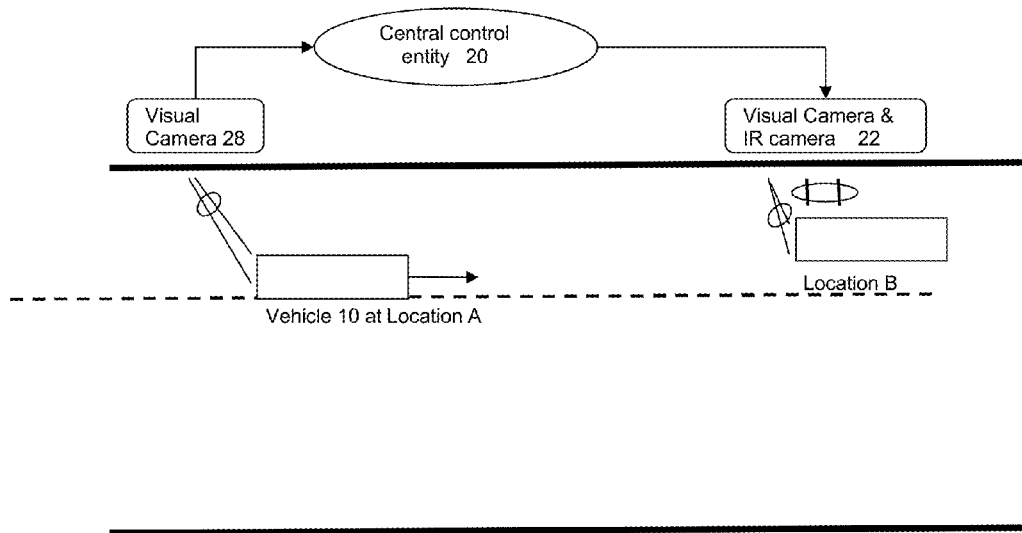 Central control
entity 20
Visual
Camera 28
Visual Camera &
IR camera 22
Location B
Vehicle 10 at Location A